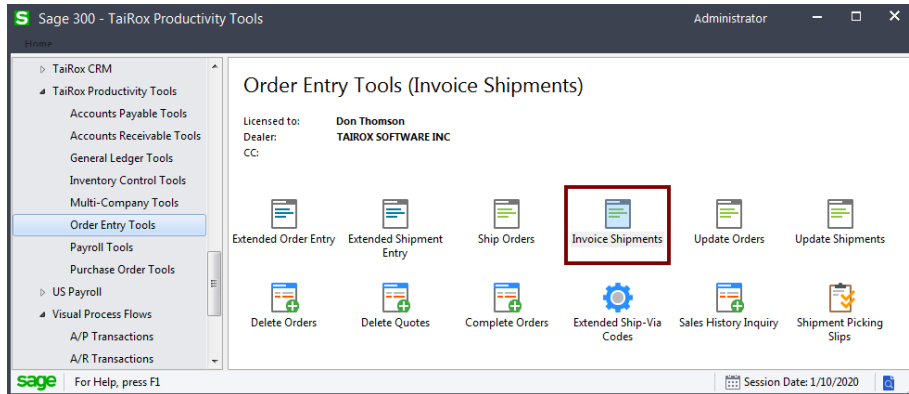 S Sage 300 - TaiRox Productivity Tools
Administrator
Home
TaiRox CRM
TaiRox Productivity Tools
Accounts Payable Tools
Accounts Receivable Tools
General Ledger Tools
Inventory Control Tools
Multi-Company Tools
Order Entry Tools
Payroll Tools
Purchase Order Tools
US Payroll
Visual Process Flows
A/P Transactions
A/R Transactions
Order Entry Tools (Invoice Shipments)
Licensed to: Don Thomson
Dealer: TAIROX SOFTWARE INC
CC:
Extended Order Entry
Extended Shipment
Entry
Ship Orders
Invoice Shipments
Update Orders
Update Shipments
Delete Orders
Delete Quotes
Complete Orders
Extended Ship-Via
Codes
Sales History Inquiry
Shipment Picking
Slips
sage For Help, press F1
Session Date: 1/10/2020